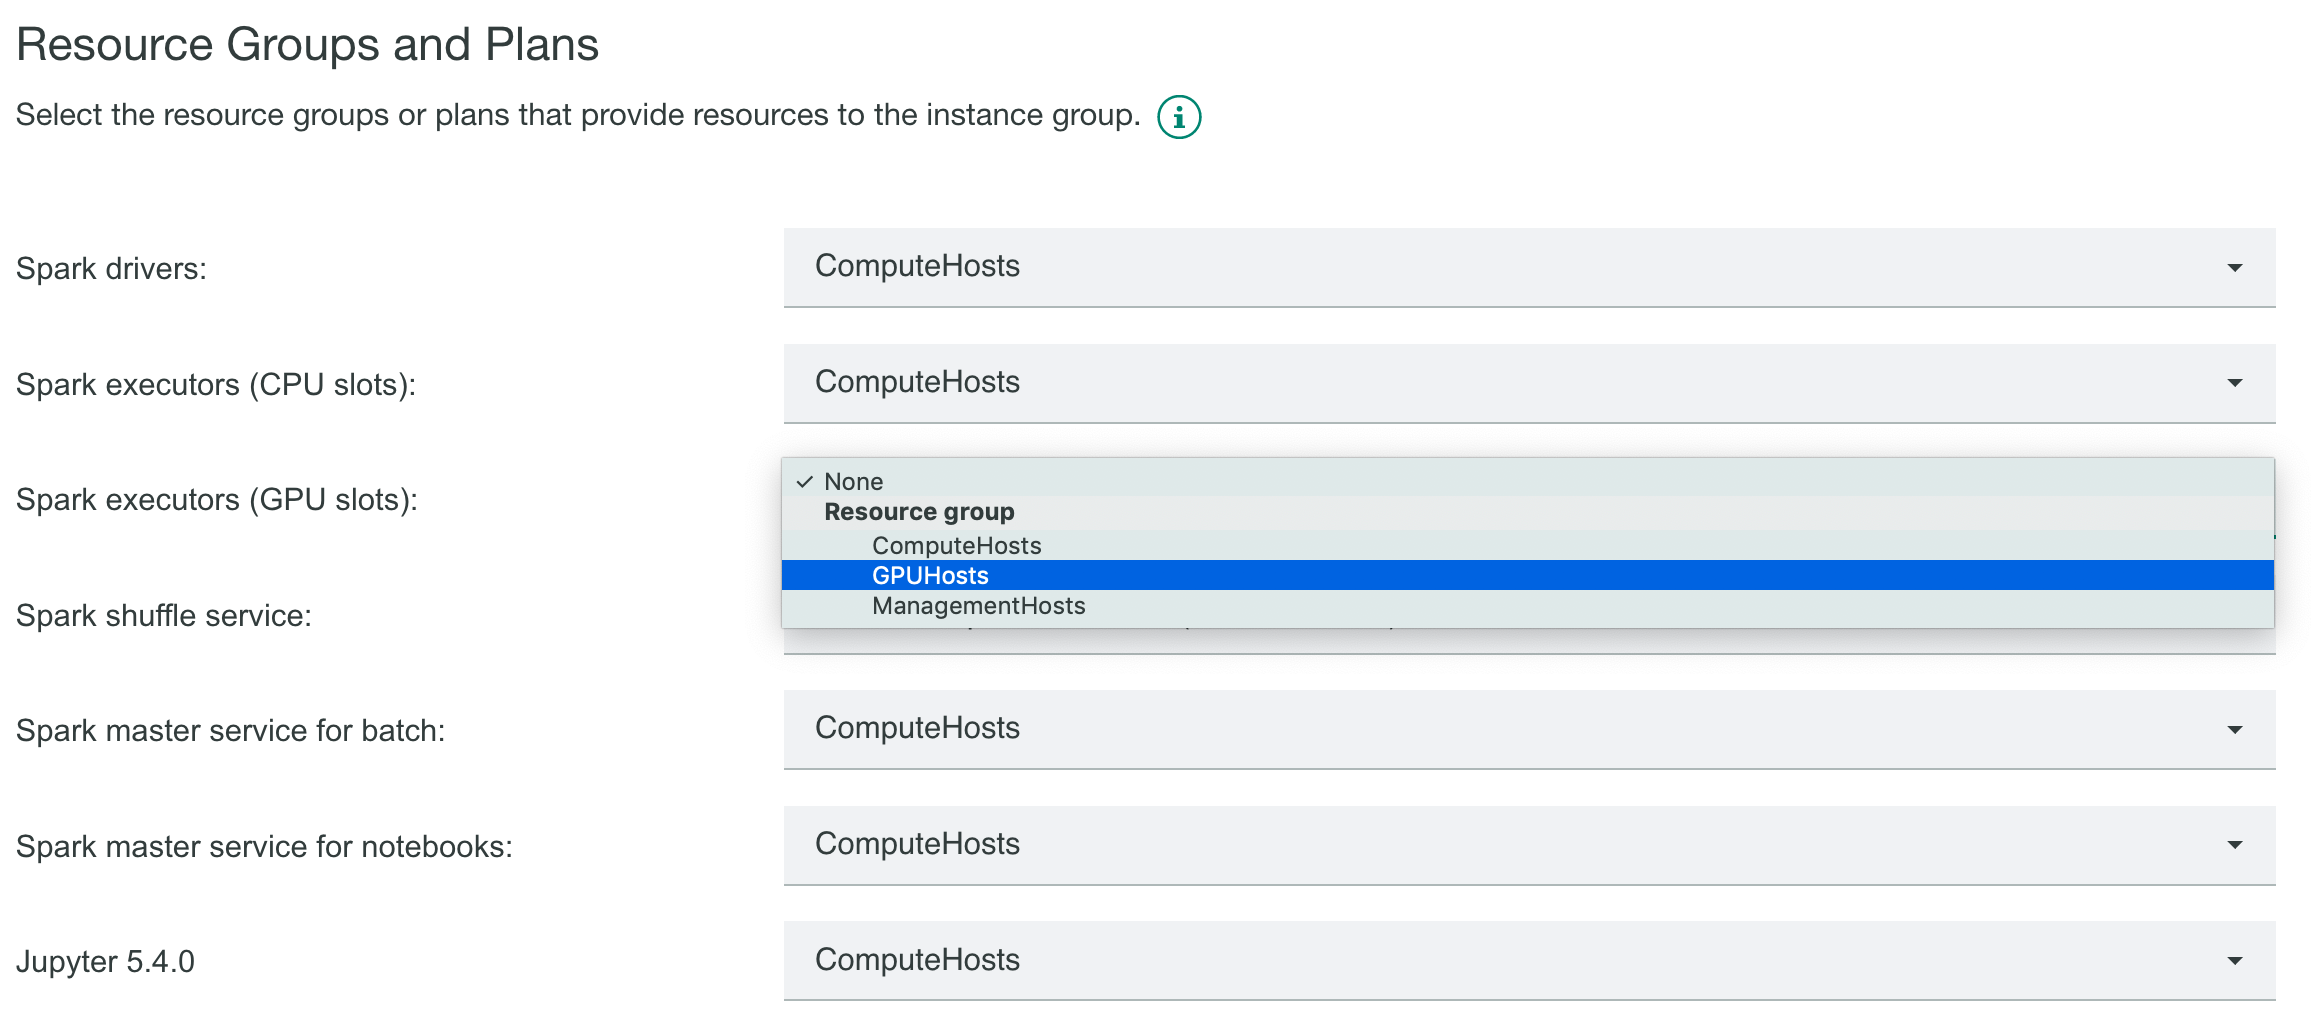 Resource Groups and Plans
Select the resource groups or plans that provide resources to the instance group.
Spark drivers:
ComputeHosts
Spark executors (CPU slots):
ComputeHosts
Spark executors (GPU slots):
None
Resource group
ComputeHosts
GPUHosts
ManagementHosts
Spark shuffle service:
Spark master service for batch:
ComputeHosts
Spark master service for notebooks:
ComputeHosts
Jupyter 5.4.0
ComputeHosts